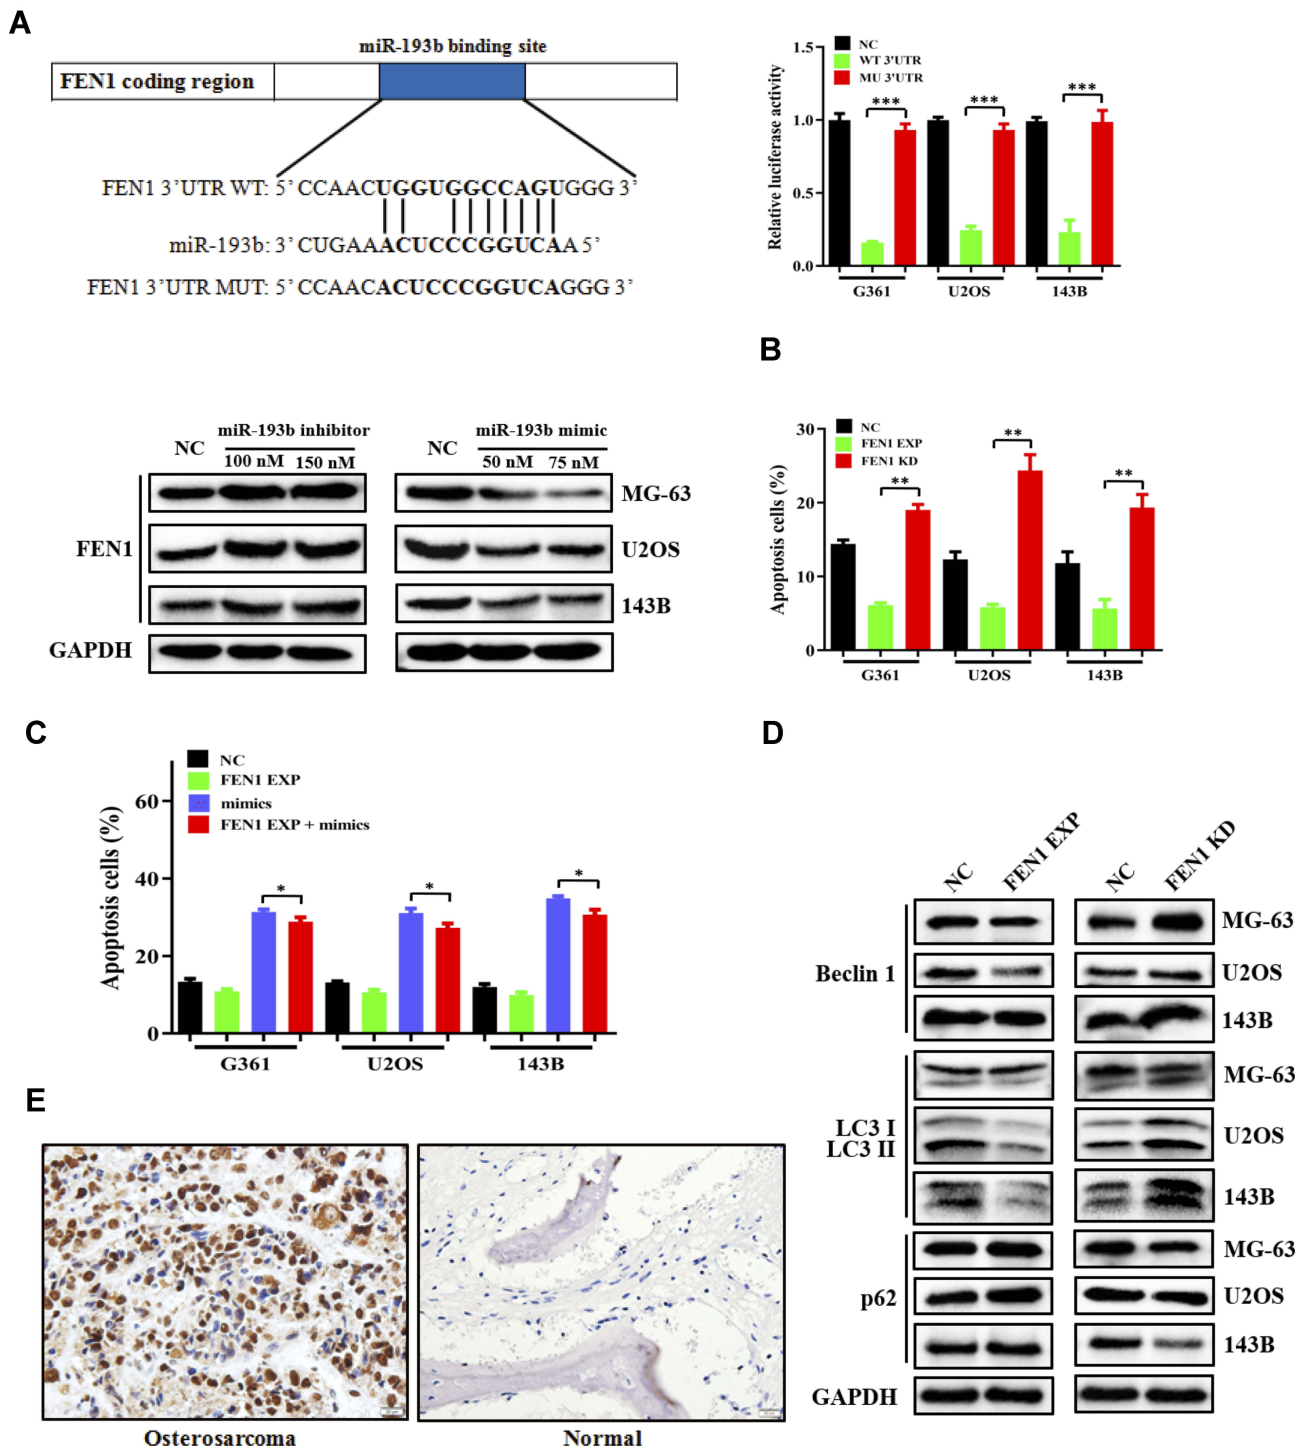 A
miR-193b binding site
FEN1 coding region
FEN1 3’UTR WT: 5’ CCAACUGGUGGCCAGUGGG 3’
miR-193b: 3’ CUGAAACUCCCGGUCAA 5’
FEN1 3’UTR MUT: 5’ CCAACACUCCCGGUCAGGG 3’
NC
WT 3'UTR
MU 3'UTR
Relative luciferase activity
1.5
1.0
0.5
0.0
*** *** ***
G361 U2OS 143B
NC miR-193b inhibitor
100 nM 150 nM
NC miR-193b mimic
50 nM 75 nM
FEN1
MG-63
U2OS
143B
GAPDH
B
NC
FEN1 EXP
FEN1 KD
Apoptosis cells (%)
30
20
10
0
** ** **
G361 U2OS 143B
C
NC
FEN1 EXP
mimics
FEN1 EXP + mimics
Apoptosis cells (%)
60
40
20
0
* * *
G361 U2OS 143B
D
NC FEN1 EXP NC FEN1 KD
Beclin 1
MG-63
U2OS
143B
LC3 I
LC3 II
MG-63
U2OS
143B
p62
MG-63
U2OS
143B
GAPDH
E
Osterosarcoma Normal